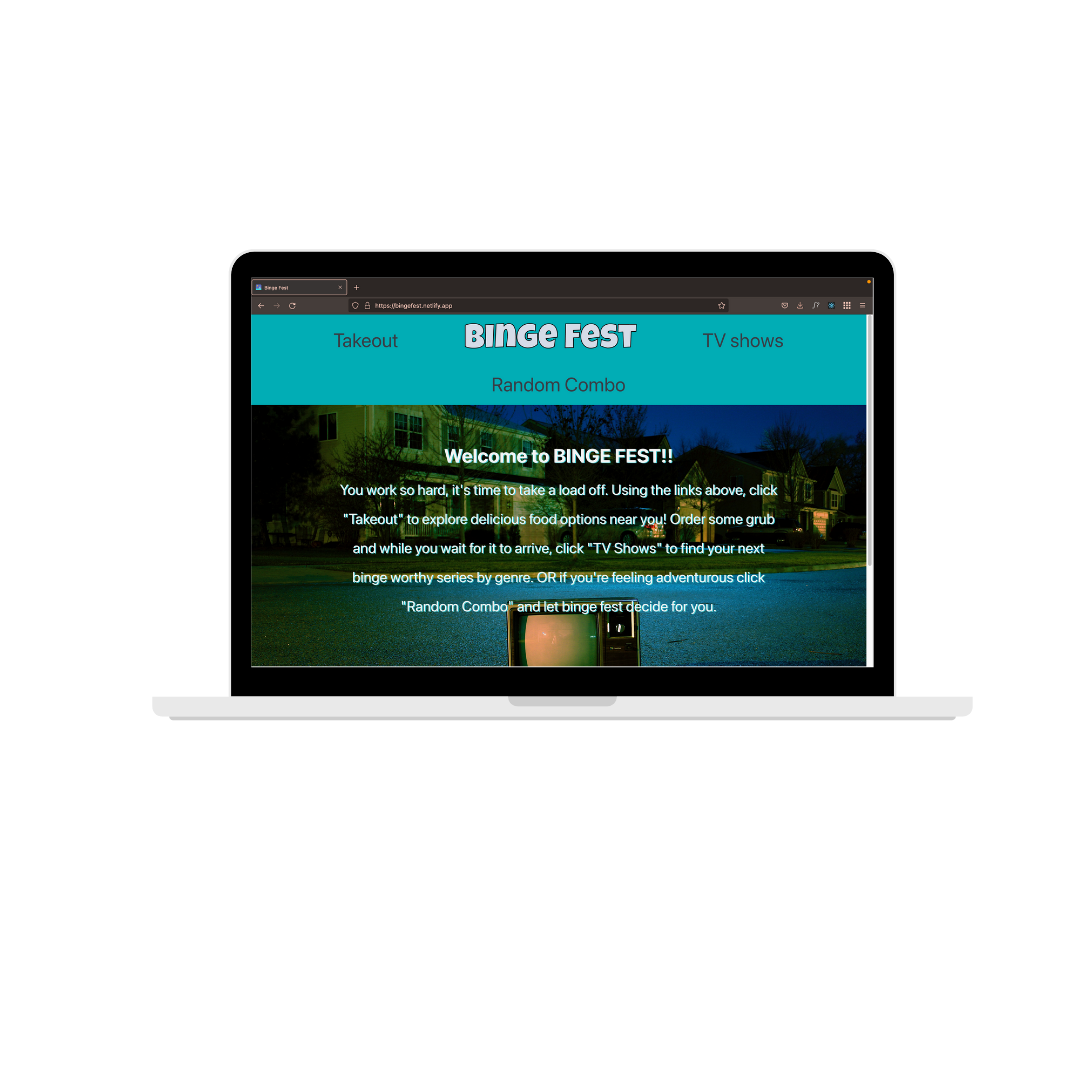 Binge Fest
https://bingefest.netlify.app
Takeout
BINGE FEST
TV shows
Random Combo
Welcome to BINGE FEST!!
You work so hard, it's time to take a load off. Using the links above, click
"Takeout" to explore delicious food options near you! Order some grub
and while you wait for it to arrive, click "TV Shows" to find your next
binge worthy series by genre. OR if you're feeling adventurous click
"Random Combo" and let binge fest decide for you.